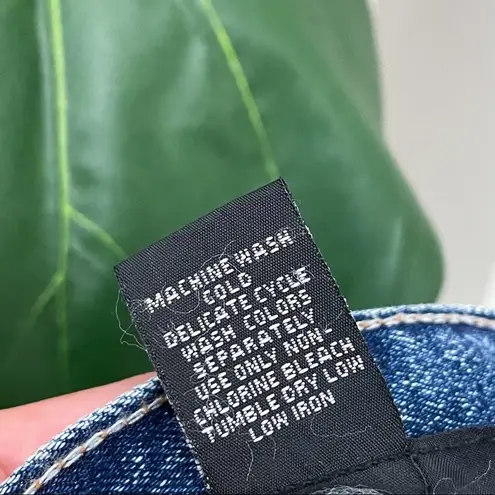 MACHINE WASH
COLD
DELICATE CYCLE
WASH COLORS
SEPARATELY
USE ONLY NON-
CHLORINE BLEACH
TUMBLE DRY LOW
LOW IRON